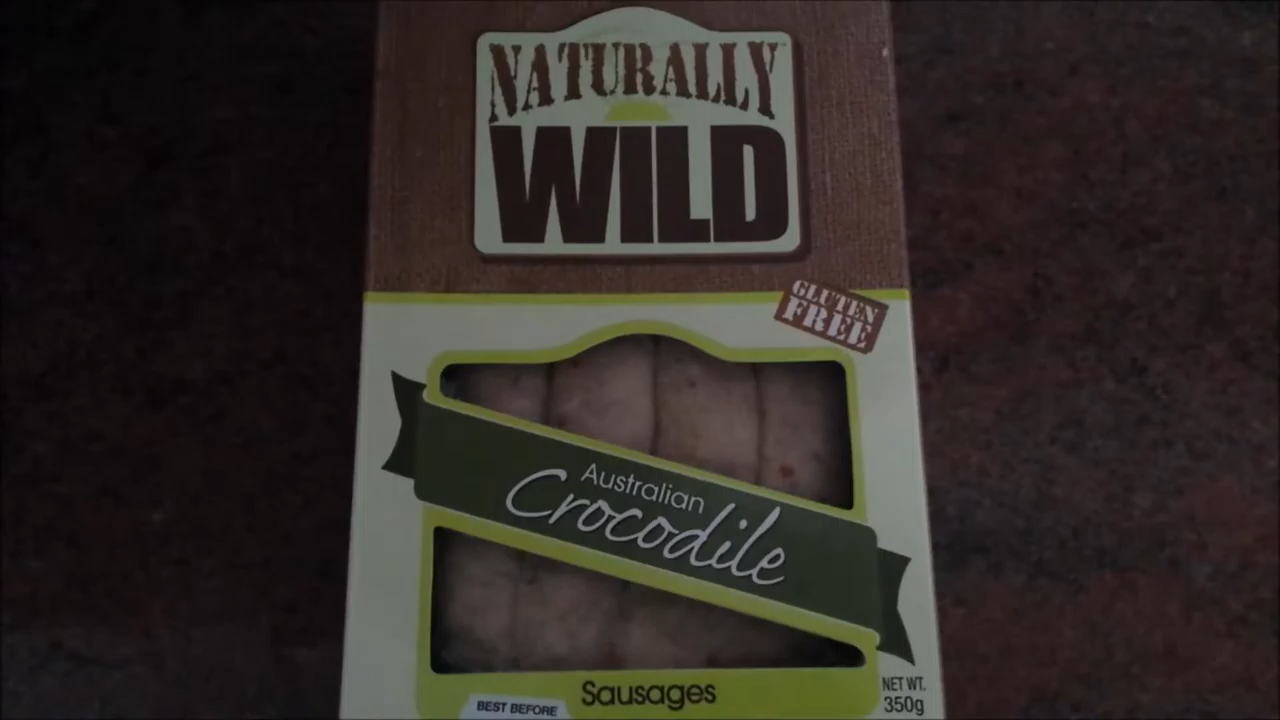 NATURALLY
WILD
GLUTEN
FREE
Australian
Crocodile
Sausages
NET WT.
350g
BEST BEFORE